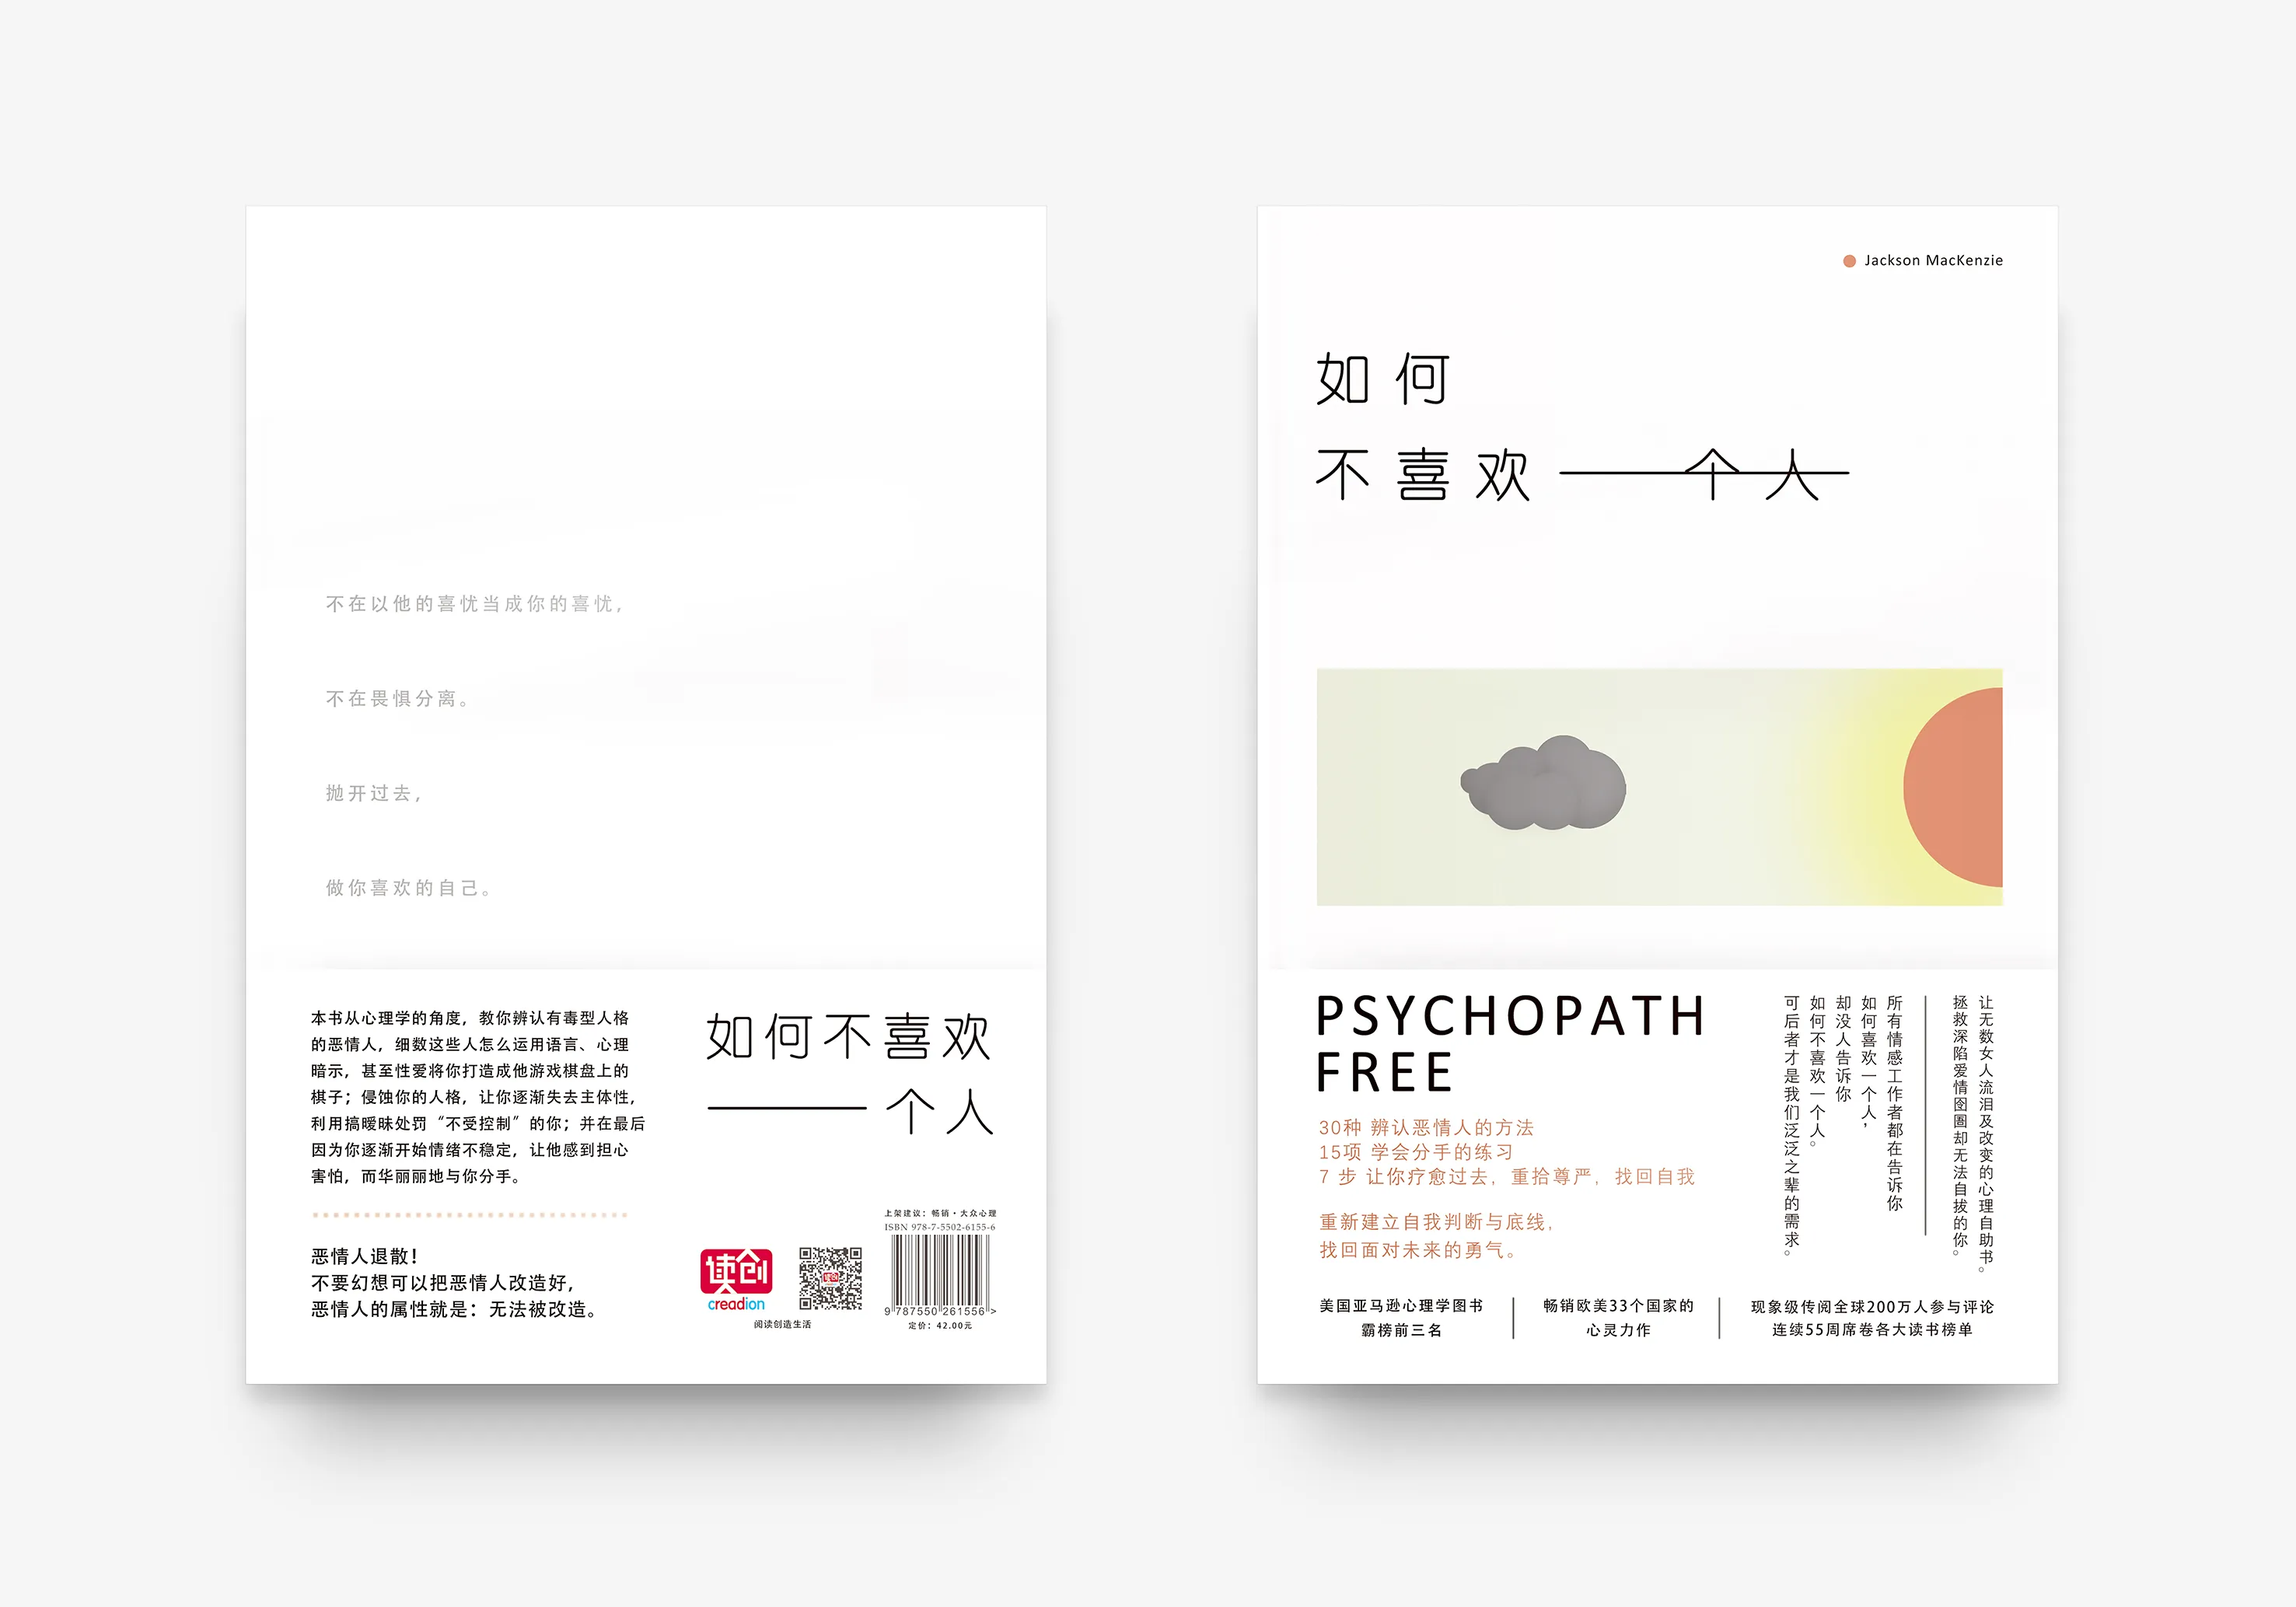 不在以他的喜忧当成你的喜忧，
不在畏惧分离。
抛开过去，
做你喜欢的自己。
本书从心理学的角度，教你辨认有毒型人格
的恶情人，细数这些人怎么运用语言、心理
暗示，甚至性爱将你打造成他游戏棋盘上的
棋子；侵蚀你的人格，让你逐渐失去主体性，
利用搞暧昧处罚“不受控制”的你；并在最后
因为你逐渐开始情绪不稳定，让他感到担心
害怕，而华丽丽地与你分手。
恶情人退散！
不要幻想可以把恶情人改造好，
恶情人的属性就是：无法被改造。
如何不喜欢
一个人
读创
creadion
阅读创造生活
上架建议：畅销·大众心理
ISBN 978-7-5502-6155-6
9 787550 261556 >
定价：42.00元
Jackson MacKenzie
如何
不喜欢一个人
PSYCHOPATH
FREE
30种 辨认恶情人的方法
15项 学会分手的练习
7 步 让你疗愈过去，重拾尊严，找回自我
重新建立自我判断与底线，
找回面对未来的勇气。
让无数女人流泪及改变的心理自助书。
拯救深陷爱情囹圄却无法自拔的你。
所有情感工作者都在告诉你
如何喜欢一个人，
却没人告诉你
如何不喜欢一个人。
可后者才是我们泛泛之辈的需求。
美国亚马逊心理学图书
霸榜前三名
畅销欧美33个国家的
心灵力作
现象级传阅全球200万人参与评论
连续55周席卷各大读书榜单